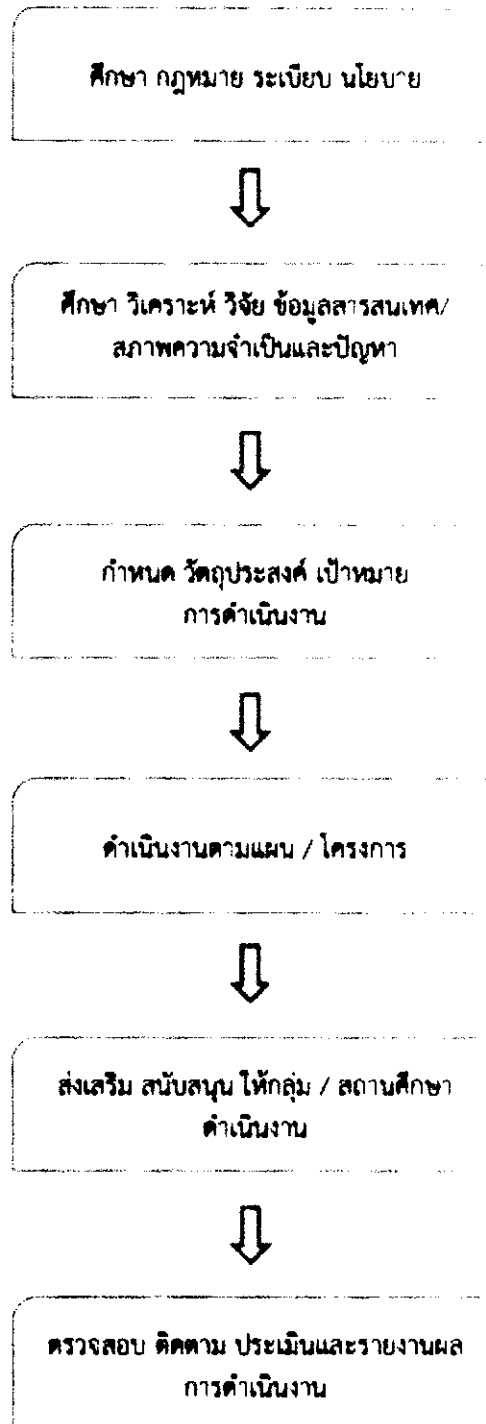 ศึกษา กฎหมาย ระเบียบ นโยบาย
ศึกษา วิเคราะห์ วิจัย ข้อมูลสารสนเทศ/
สภาพความจำเป็นและปัญหา
กำหนด วัตถุประสงค์ เป้าหมาย
การดำเนินงาน
ดำเนินงานตามแผน / โครงการ
ส่งเสริม สนับสนุน ให้กลุ่ม / สถานศึกษา
ดำเนินงาน
ตรวจสอบ ติดตาม ประเมินและรายงานผล
การดำเนินงาน